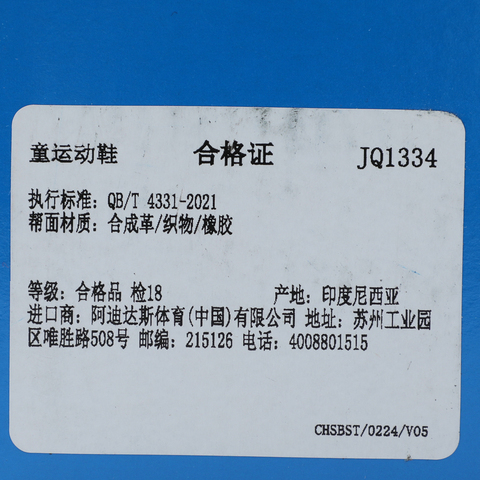 童运动鞋 合格证 JQ1334
执行标准: QB/T 4331-2021
帮面材质: 合成革/织物/橡胶
等级: 合格品 检18 产地: 印度尼西亚
进口商: 阿迪达斯体育(中国)有限公司 地址: 苏州工业园
区唯胜路508号 邮编: 215126 电话: 4008801515
CHSBST/0224/V05